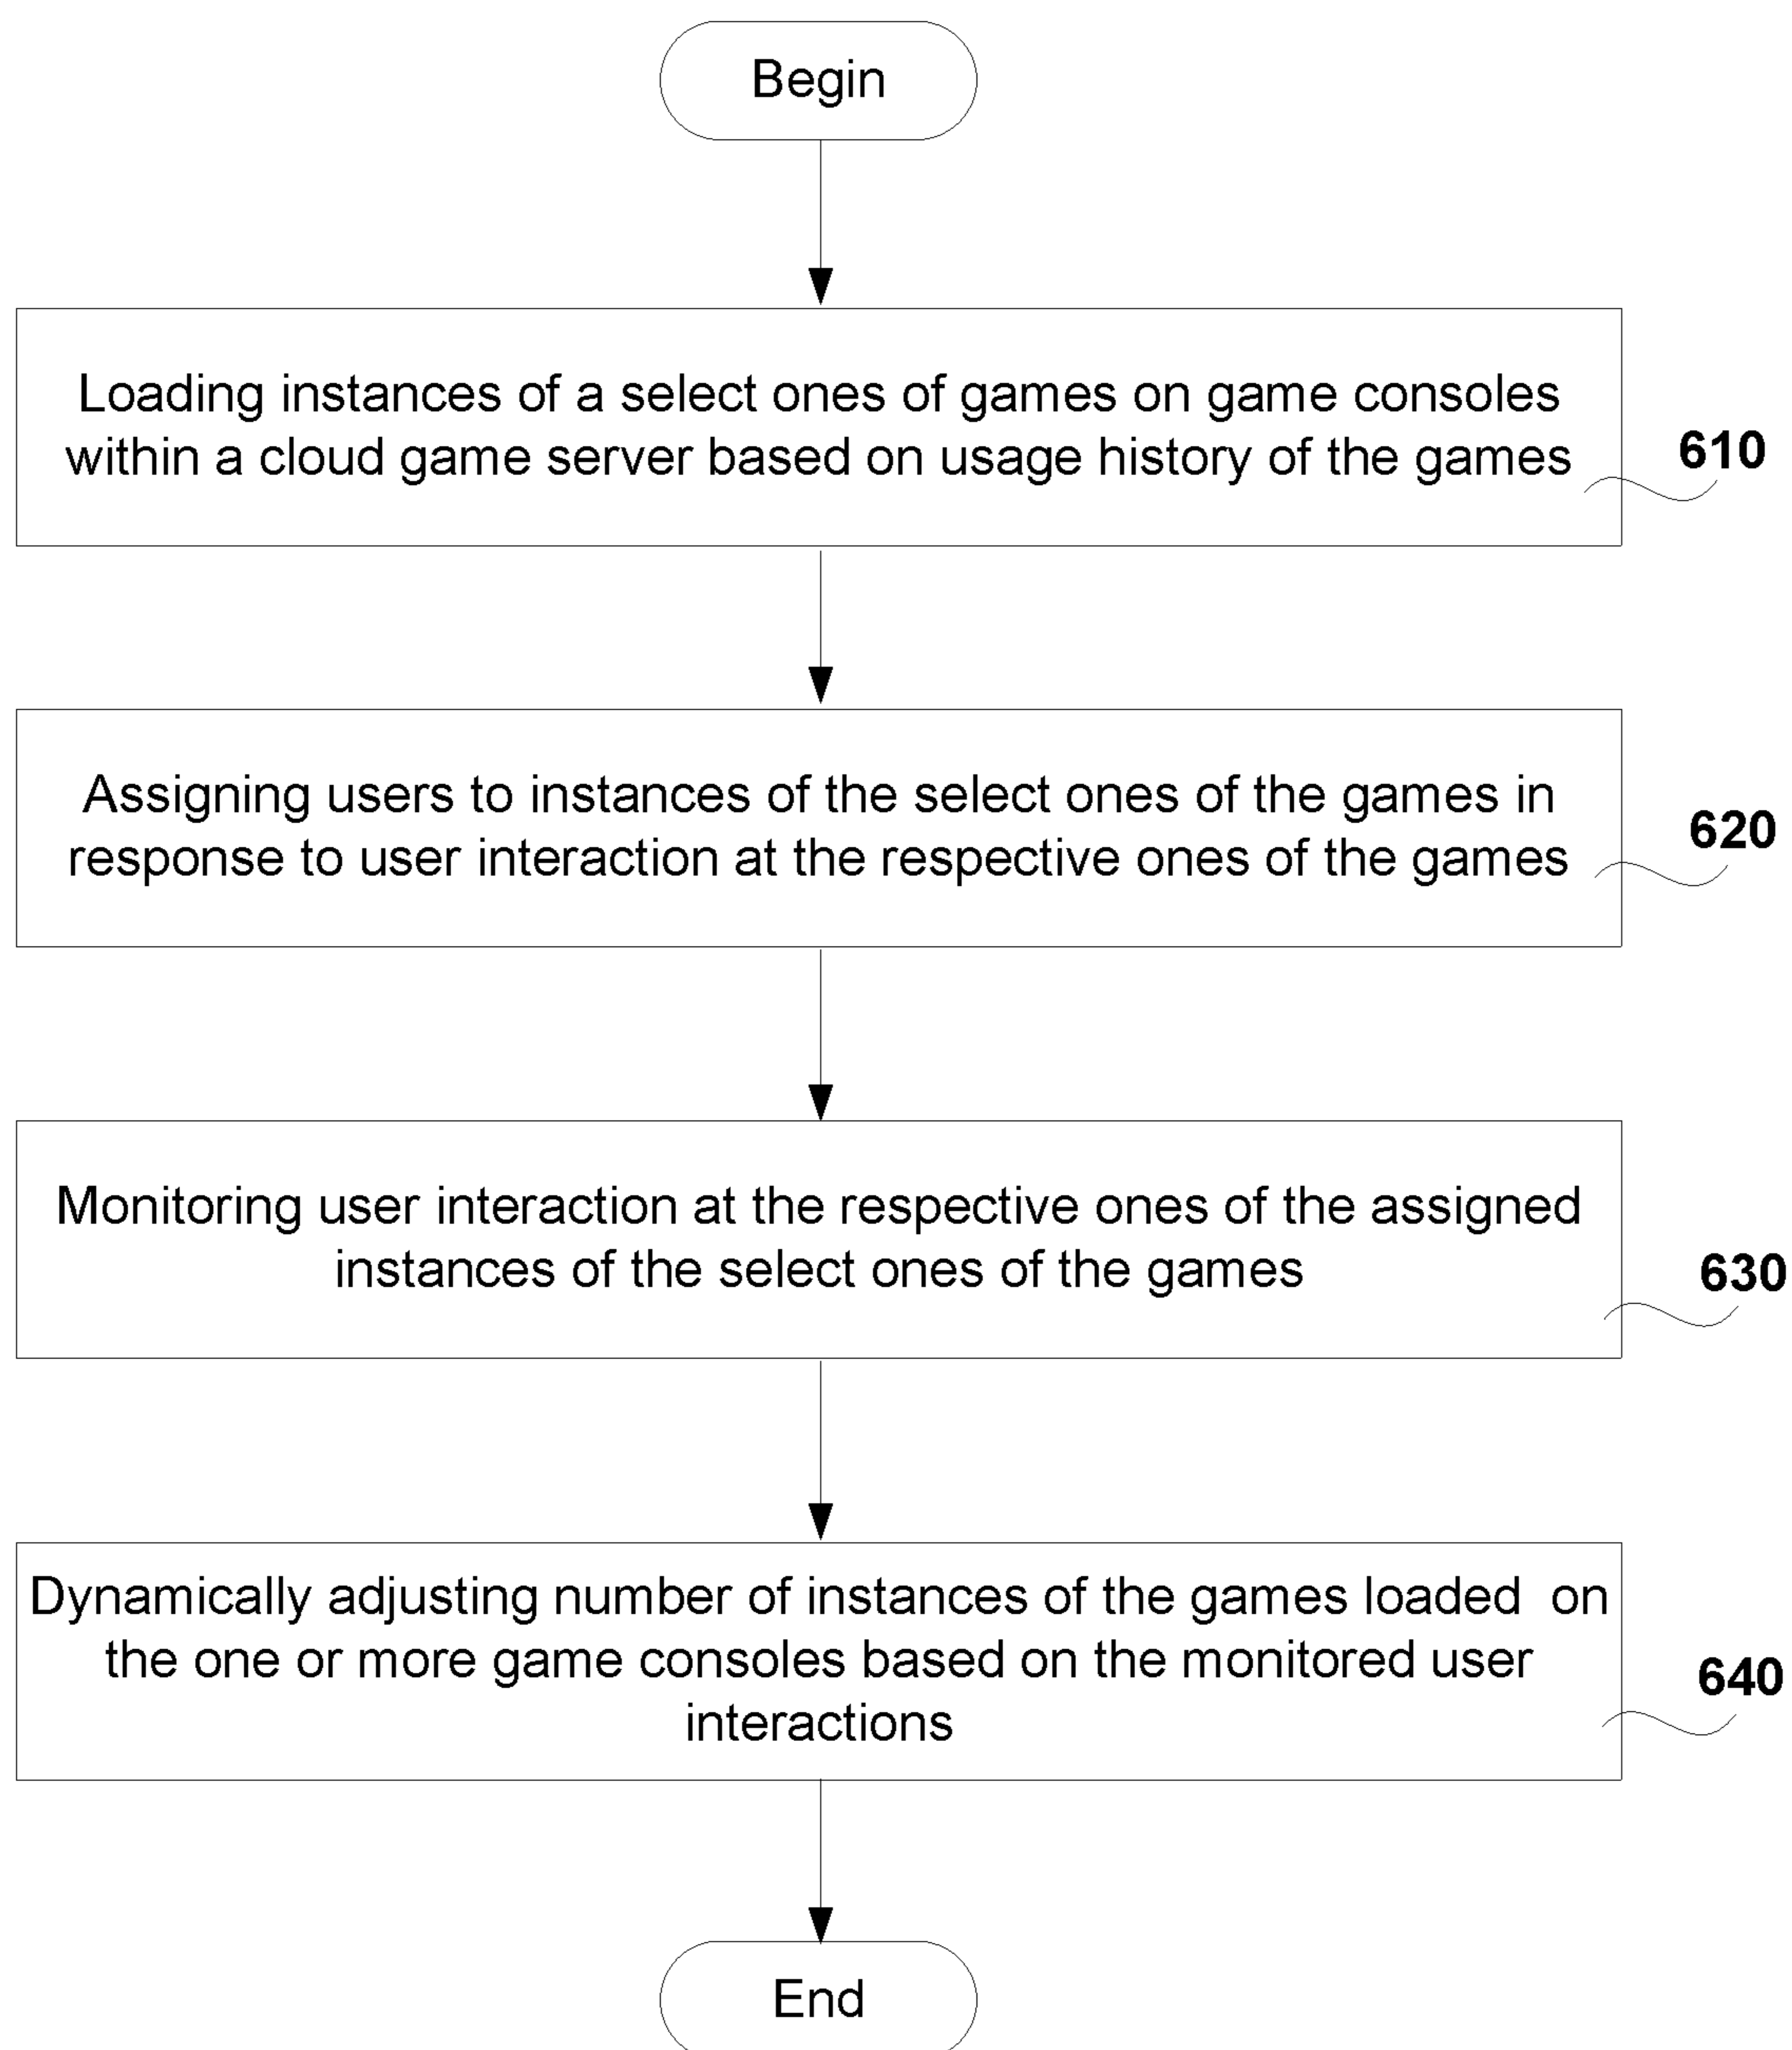 Begin
Loading instances of a select ones of games on game consoles
within a cloud game server based on usage history of the games
610
Assigning users to instances of the select ones of the games in
response to user interaction at the respective ones of the games
620
Monitoring user interaction at the respective ones of the assigned
instances of the select ones of the games
630
Dynamically adjusting number of instances of the games loaded  on
the one or more game consoles based on the monitored user
interactions
640
End